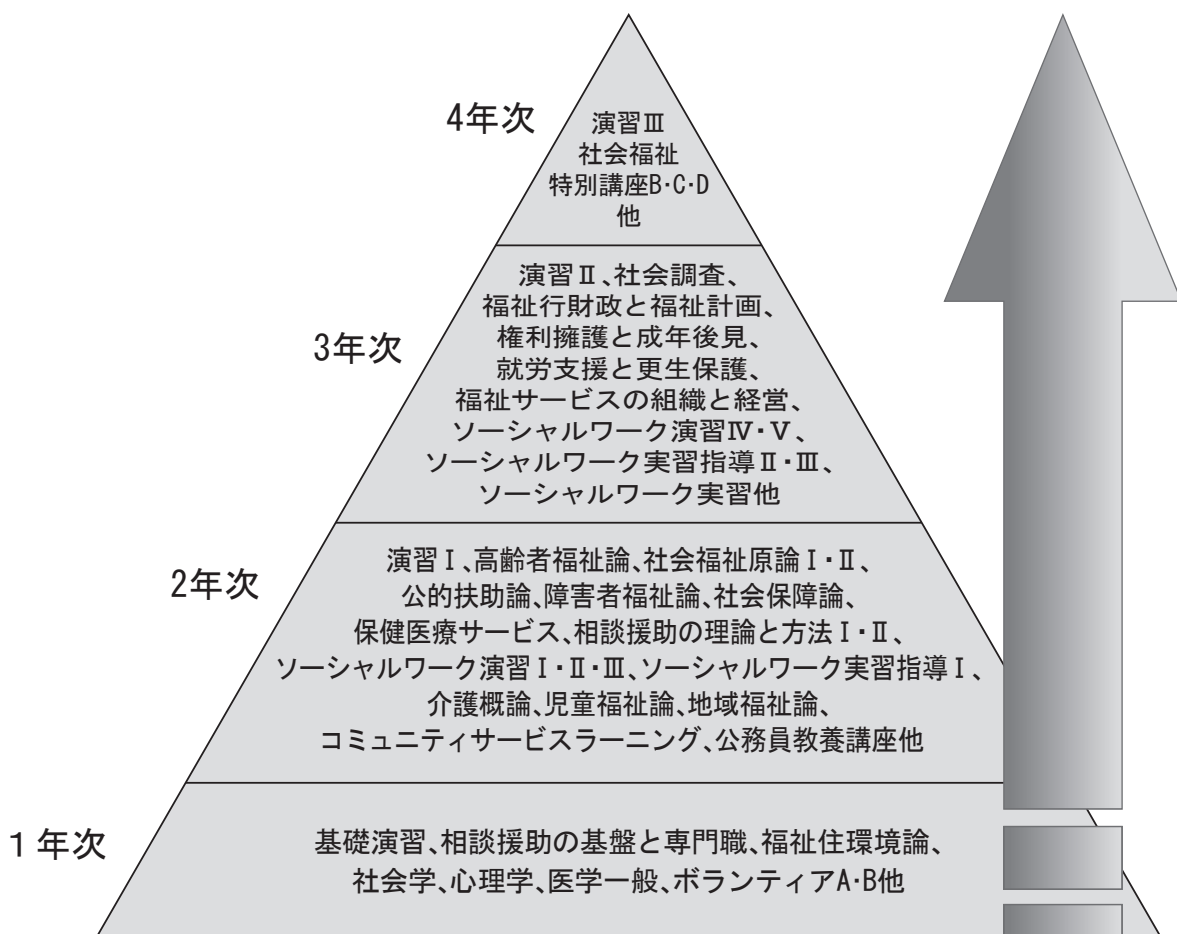 4年次
演習Ⅲ
社会福祉
特別講座B・C・D
他
3年次
演習Ⅱ、社会調査、
福祉行財政と福祉計画、
権利擁護と成年後見、
就労支援と更生保護、
福祉サービスの組織と経営、
ソーシャルワーク演習Ⅳ・Ⅴ、
ソーシャルワーク実習指導Ⅱ・Ⅲ、
ソーシャルワーク実習他
2年次
演習Ⅰ、高齢者福祉論、社会福祉原論Ⅰ・Ⅱ、
公的扶助論、障害者福祉論、社会保障論、
保健医療サービス、相談援助の理論と方法Ⅰ・Ⅱ、
ソーシャルワーク演習Ⅰ・Ⅱ・Ⅲ、ソーシャルワーク実習指導Ⅰ、
介護概論、児童福祉論、地域福祉論、
コミュニティサービスラーニング、公務員教養講座他
1年次
基礎演習、相談援助の基盤と専門職、福祉住環境論、
社会学、心理学、医学一般、ボランティアA・B他